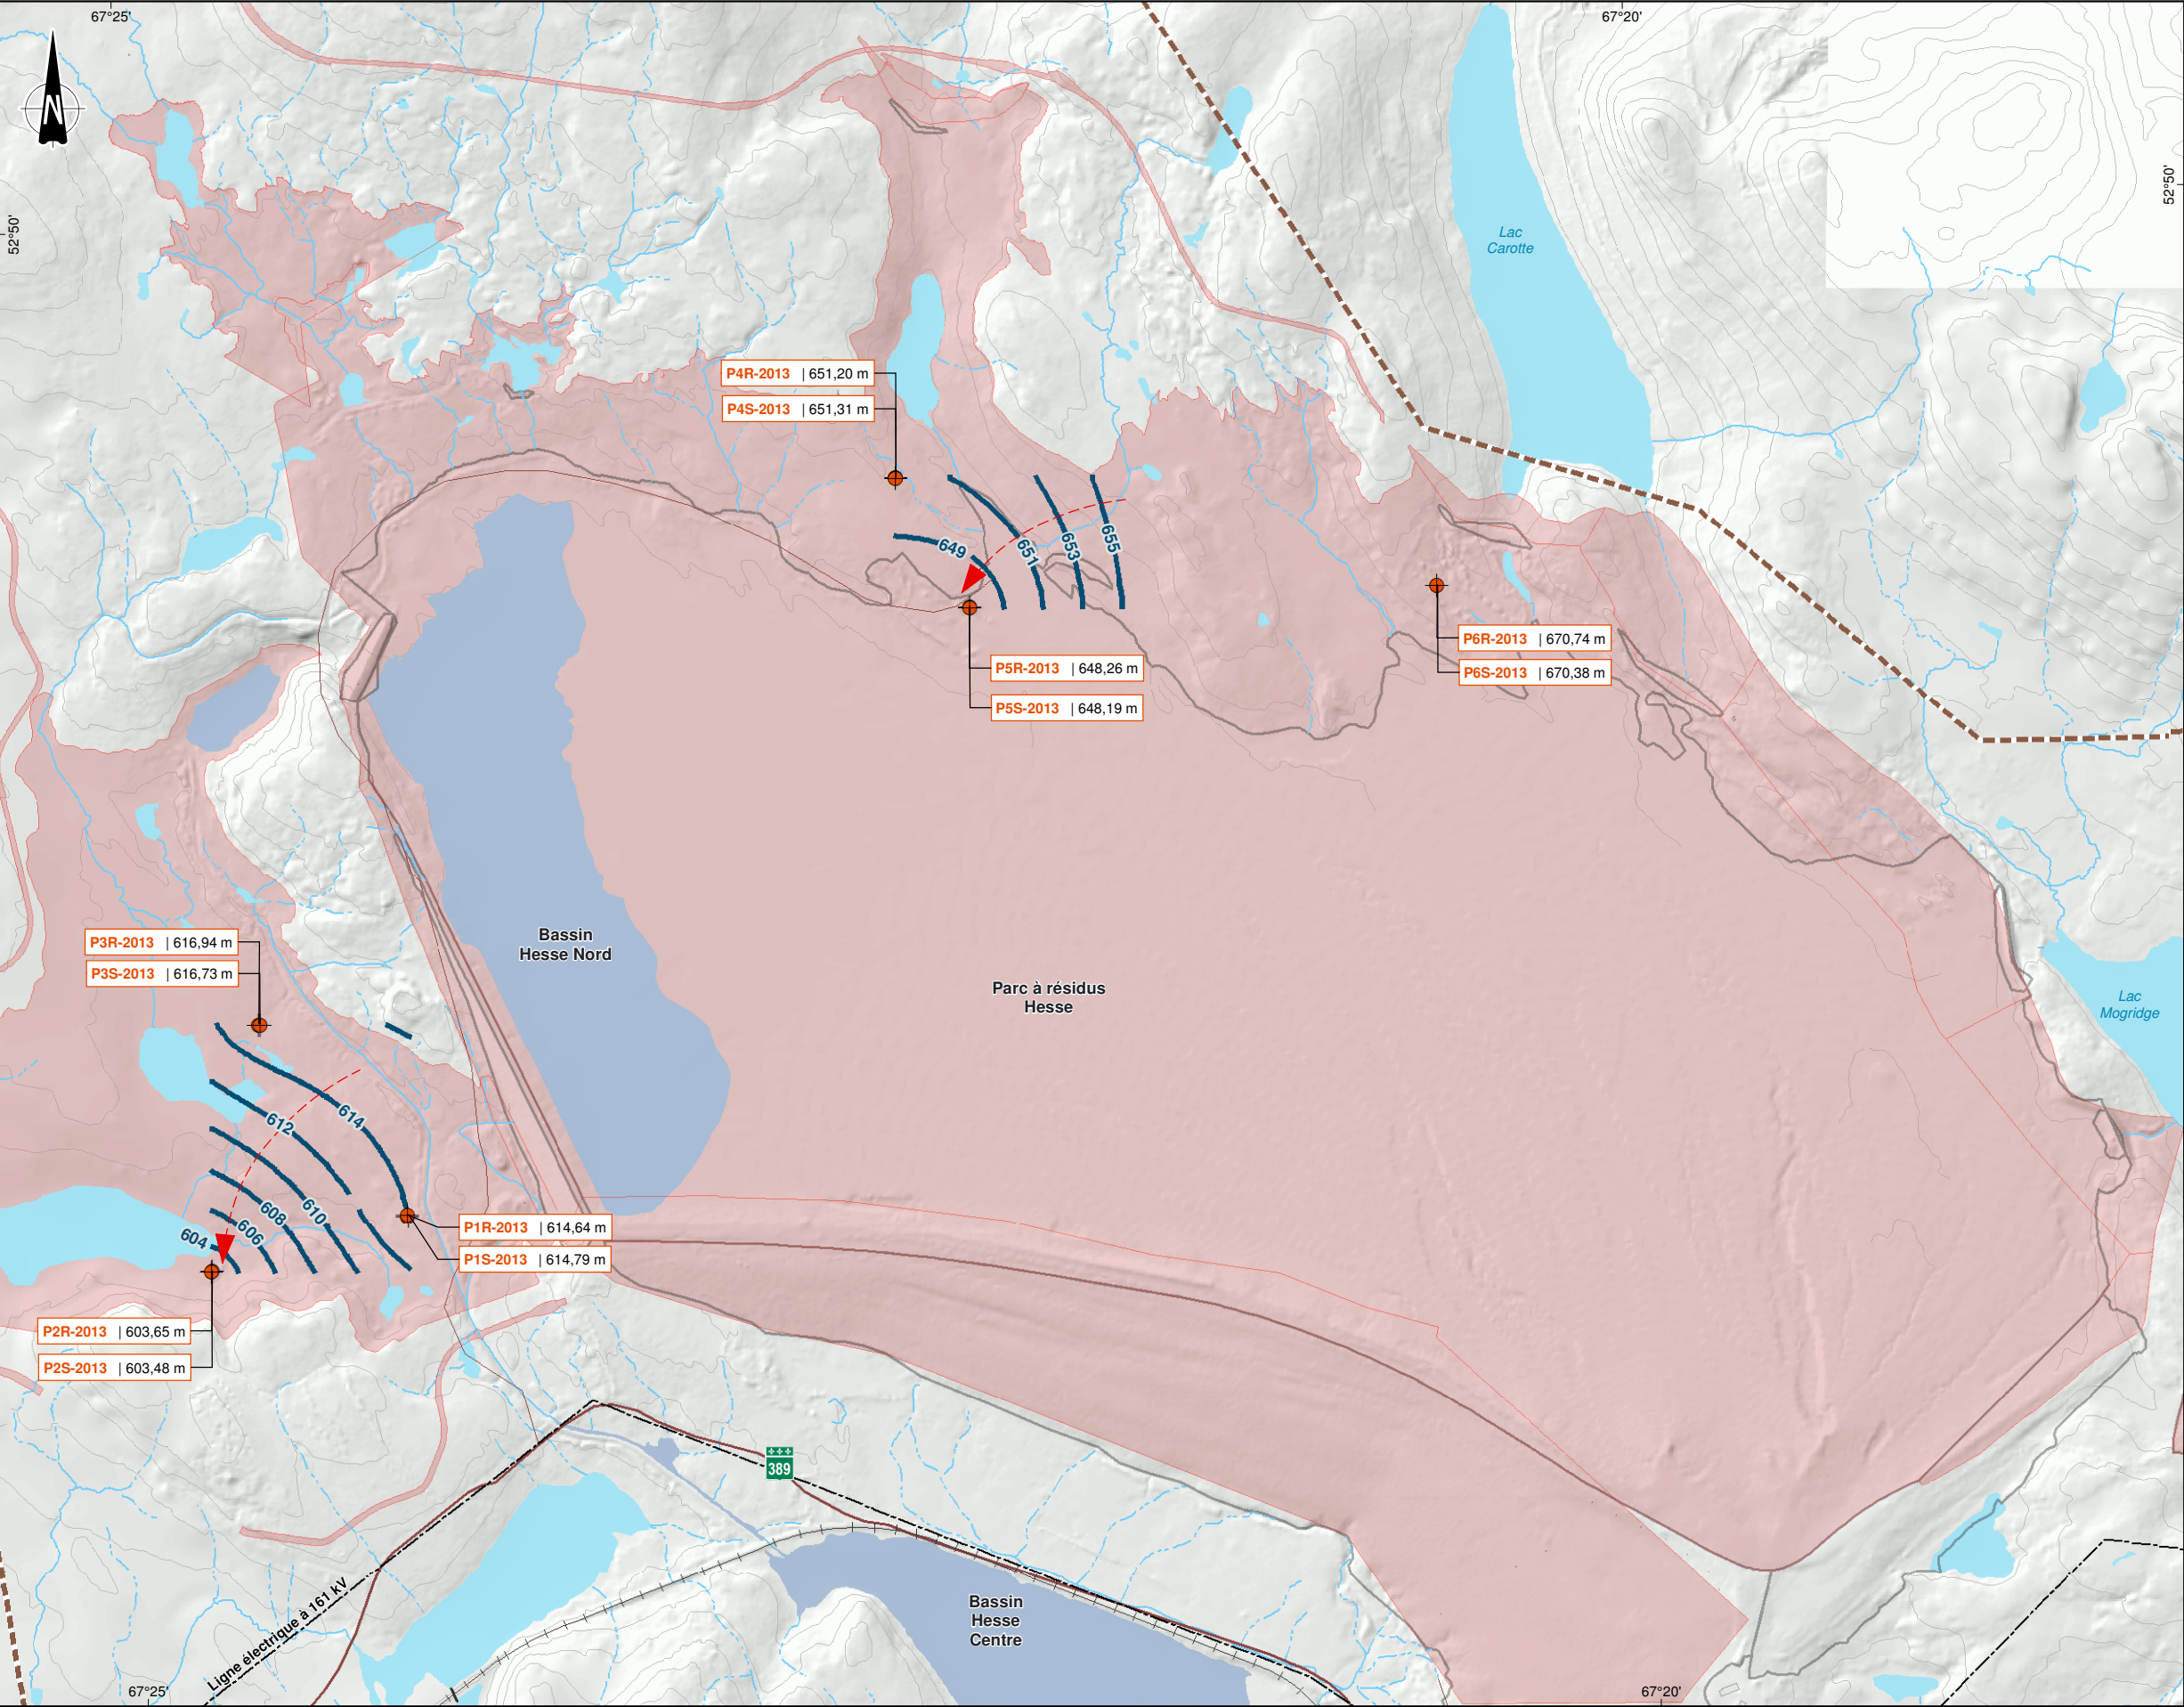 67°25'
67°20'
N
52°50'
52°50'
Lac
Carotte
P4R-2013 | 651,20 m
P4S-2013 | 651,31 m
649
651
653
655
P6R-2013 | 670,74 m
P6S-2013 | 670,38 m
P5R-2013 | 648,26 m
P5S-2013 | 648,19 m
Bassin
Hesse Nord
P3R-2013 | 616,94 m
P3S-2013 | 616,73 m
Parc à résidus
Hesse
Lac
Mogridge
614
612
610
608
606
604
P1R-2013 | 614,64 m
P1S-2013 | 614,79 m
P2R-2013 | 603,65 m
P2S-2013 | 603,48 m
389
Ligne électrique à 161 kV
Bassin
Hesse
Centre
67°25'
67°20'